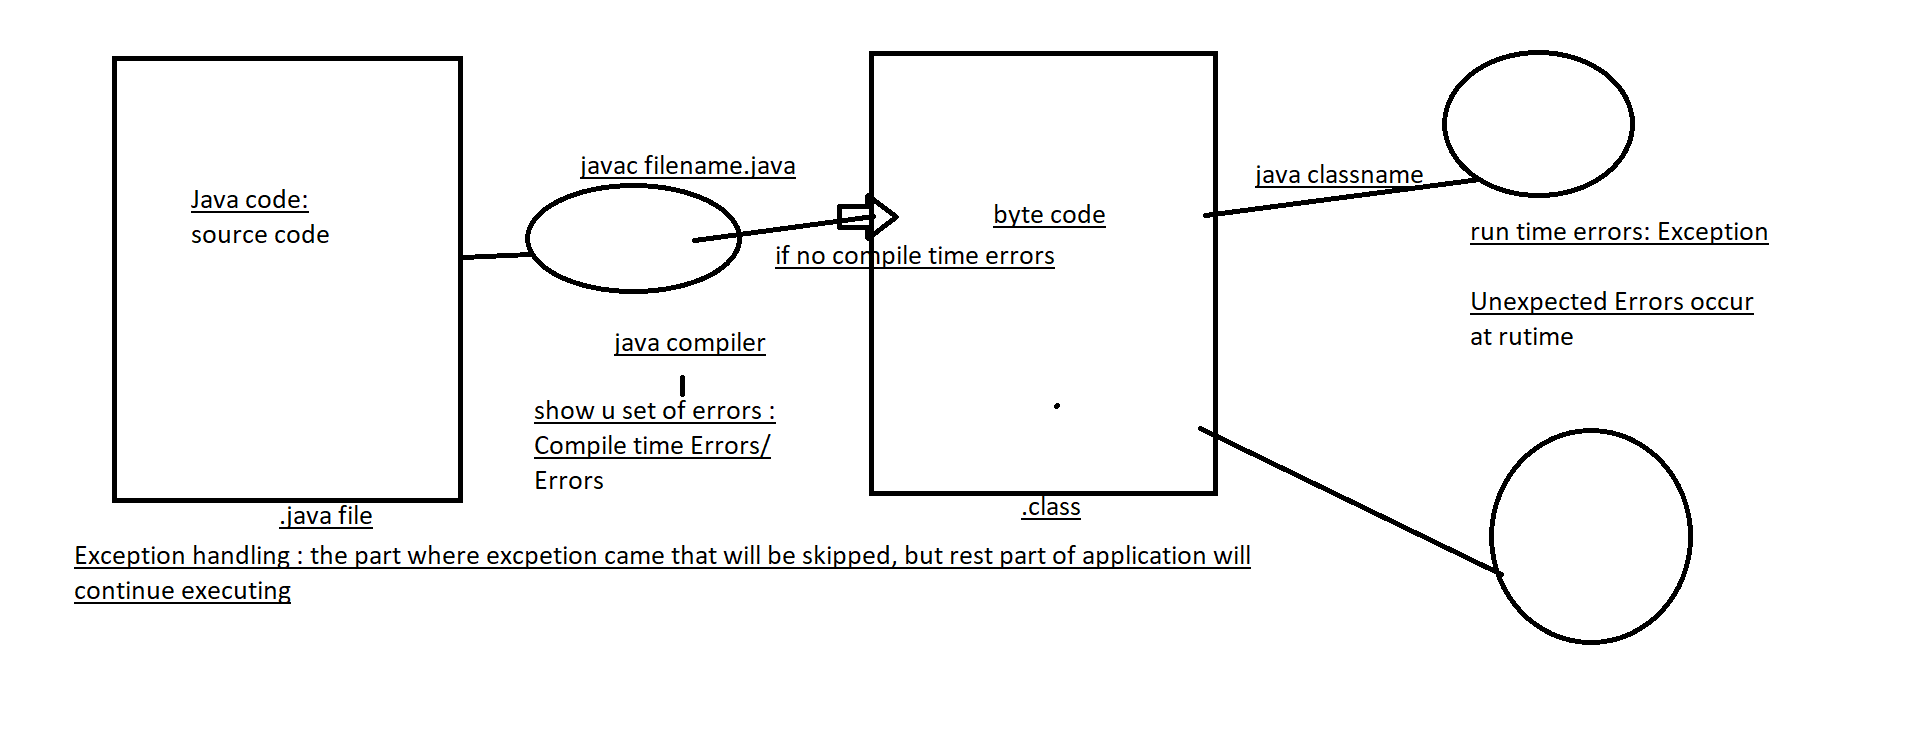 Java code:
source code
.java file
javac filename.java
if no compile time errors
java compiler
show u set of errors :
Compile time Errors/
Errors
byte code
.class
java classname
run time errors: Exception
Unexpected Errors occur
at rutime
Exception handling : the part where excpetion came that will be skipped, but rest part of application will
continue executing